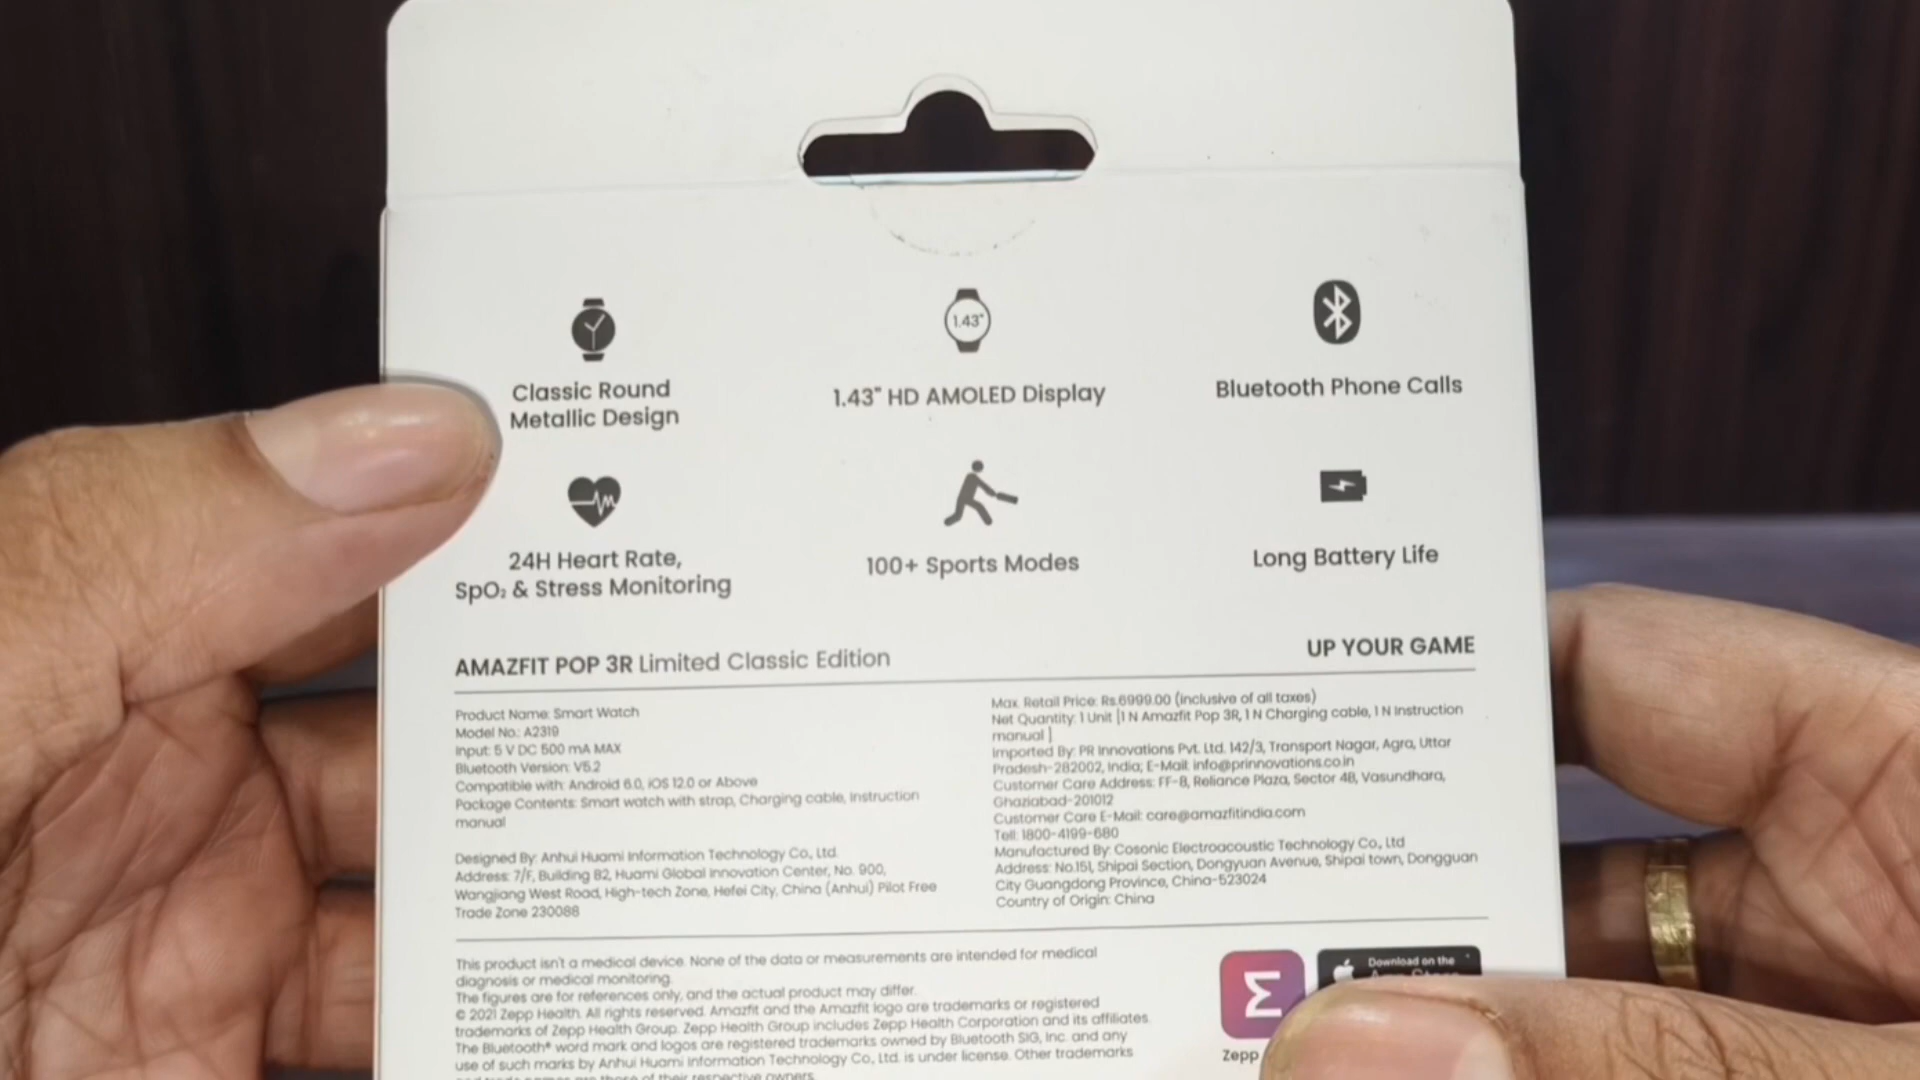 1.43"
Classic Round
Metallic Design
1.43" HD AMOLED Display
Bluetooth Phone Calls
24H Heart Rate,
SpO₂ & Stress Monitoring
100+ Sports Modes
Long Battery Life
AMAZFIT POP 3R Limited Classic Edition
UP YOUR GAME
Product Name: Smart Watch
Model No.: A2319
Input: 5 V DC 500 mA MAX
Bluetooth Version: V5.2
Compatible with: Android 6.0, iOS 12.0 or Above
Package Contents: Smart watch with strap, Charging cable, Instruction
manual
Designed By: Anhui Huami Information Technology Co., Ltd.
Address: 7/F, Building B2, Huami Global Innovation Center, No. 900,
Wangjiang West Road, High-tech Zone, Hefei City, China (Anhui) Pilot Free
Trade Zone 230088
Max. Retail Price: Rs.6999.00 (inclusive of all taxes)
Net Quantity: 1 Unit [1 N Amazfit Pop 3R, 1 N Charging cable, 1 N Instruction
manual ]
Imported By: PR Innovations Pvt. Ltd. 142/3, Transport Nagar, Agra, Uttar
Pradesh-282002, India; E-Mail: info@prinnovations.co.in
Customer Care Address: FF-8, Reliance Plaza, Sector 4B, Vasundhara,
Ghaziabad-201012
Customer Care E-Mail: care@amazfitindia.com
Tell: 1800-4199-680
Manufactured By: Cosonic Electroacoustic Technology Co., Ltd
Address: No.151, Shipai Section, Dongyuan Avenue, Shipai town, Dongguan
City Guangdong Province, China-523024
Country of Origin: China
This product isn't a medical device. None of the data or measurements are intended for medical
diagnosis or medical monitoring.
The figures are for references only, and the actual product may differ.
© 2021 Zepp Health. All rights reserved. Amazfit and the Amazfit logo are trademarks or registered
trademarks of Zepp Health Group. Zepp Health Group includes Zepp Health Corporation and its affiliates.
The Bluetooth® word mark and logos are registered trademarks owned by Bluetooth SIG, Inc. and any
use of such marks by Anhui Huami Information Technology Co., Ltd. is under license. Other trademarks
and trade names are those of their respective owners.
Download on the
Zepp